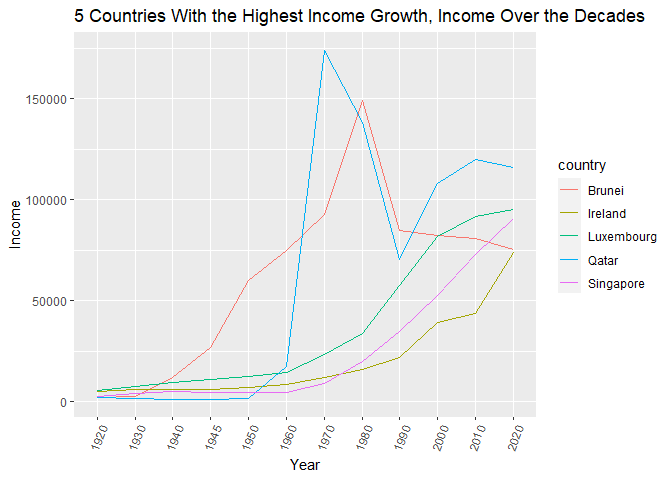 5 Countries With the Highest Income Growth, Income Over the Decades
150000
100000
50000
0
Income
1920
1930
1940
1945
1950
1960
1970
1980
1990
2000
2010
2020
Year
country
Brunei
Ireland
Luxembourg
Qatar
Singapore